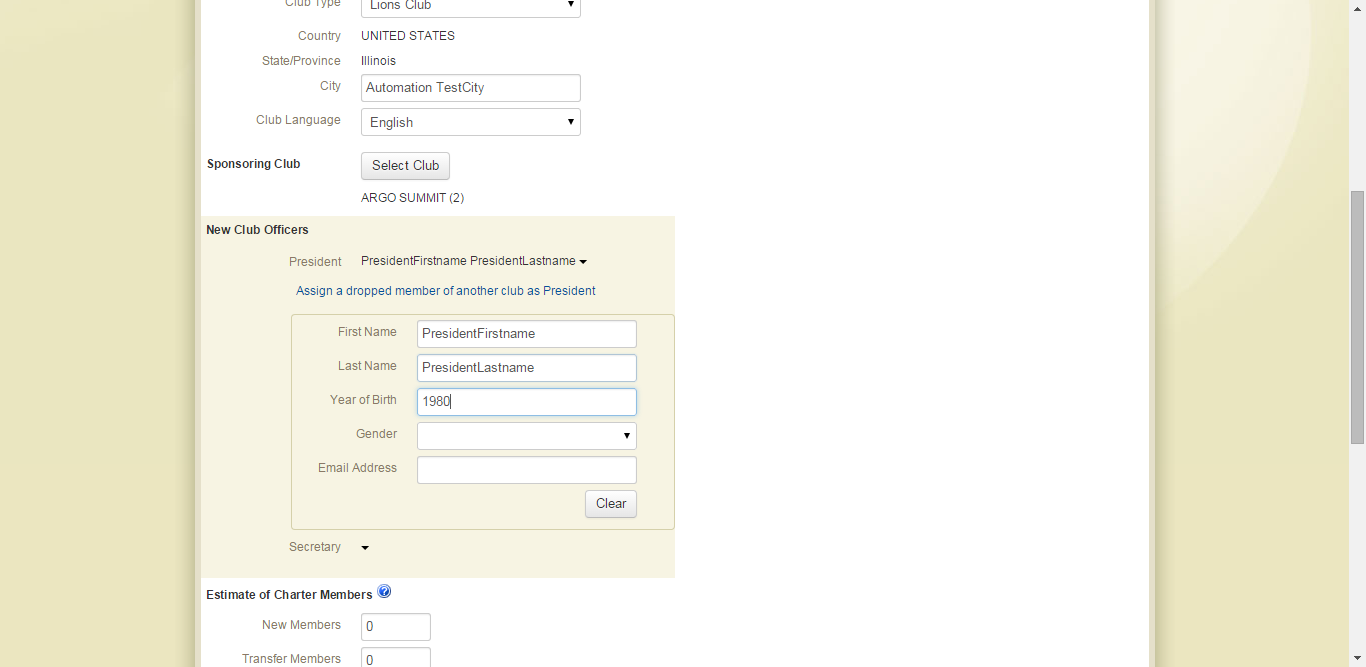 Club Type Lions Club
Country UNITED STATES
State/Province Illinois
City Automation TestCity
Club Language English
Sponsoring Club Select Club
ARGO SUMMIT (2)
New Club Officers
President PresidentFirstname PresidentLastname
Assign a dropped member of another club as President
First Name PresidentFirstname
Last Name PresidentLastname
Year of Birth 1980
Gender
Email Address
Clear
Secretary
Estimate of Charter Members ?
New Members 0
Transfer Members 0